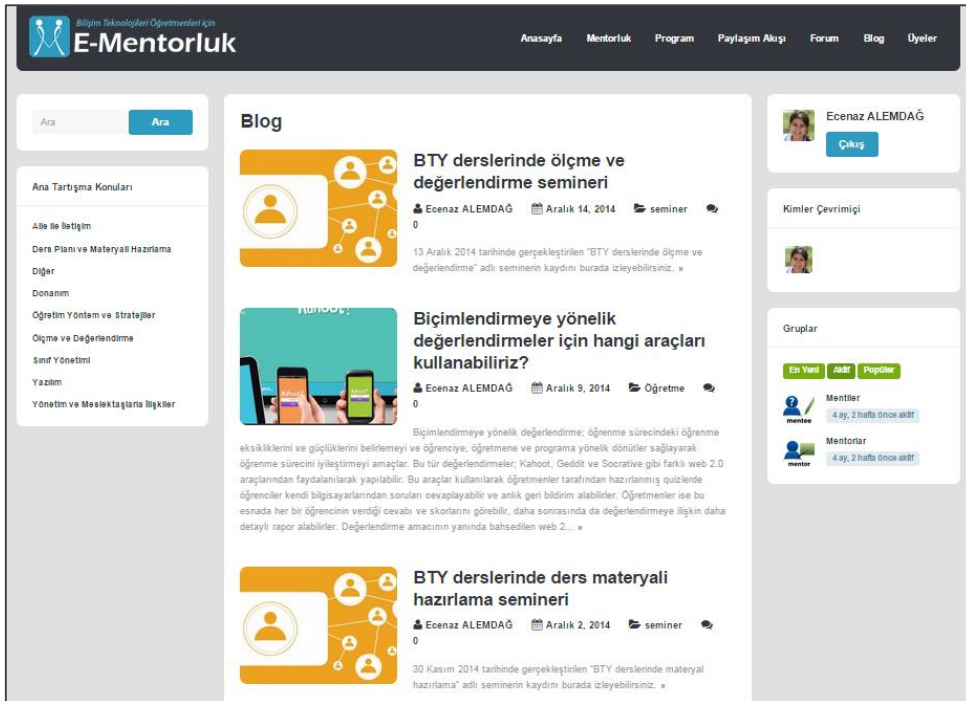 Bilişim Teknolojileri Öğretmenleri için
E-Mentorluk
Anasayfa Mentorluk Program Paylaşım Akışı Forum Blog Üyeler
Ara Ara
Ana Tartışma Konuları
Aile ile İletişim
Ders Planı ve Materyali Hazırlama
Diğer
Donanım
Öğretim Yöntem ve Stratejiler
Ölçme ve Değerlendirme
Sınıf Yönetimi
Yazılım
Yönetim ve Meslektaşlarla İlişkiler
Blog
BTY derslerinde ölçme ve
değerlendirme semineri
Ecenaz ALEMDAĞ Aralık 14, 2014 seminer
0
13 Aralık 2014 tarihinde gerçekleştirilen "BTY derslerinde ölçme ve
değerlendirme" adlı seminerin kaydını burada izleyebilirsiniz. »
Kahoot!
Biçimlendirmeye yönelik
değerlendirmeler için hangi araçları
kullanabiliriz?
Ecenaz ALEMDAĞ Aralık 9, 2014 Öğretme
0
Biçimlendirmeye yönelik değerlendirme; öğrenme sürecindeki öğrenme
eksikliklerini ve güçlüklerini belirlemeyi ve öğrenciye, öğretmene ve programa yönelik dönütler sağlayarak
öğrenme sürecini iyileştirmeyi amaçlar. Bu tür değerlendirmeler; Kahoot, Geddit ve Socrative gibi farklı web 2.0
araçlarından faydalanılarak yapılabilir. Bu araçlar kullanılarak öğretmenler tarafından hazırlanmış quizlerde
öğrenciler kendi bilgisayarlarından soruları cevaplayabilir ve anlık geri bildirim alabilirler. Öğretmenler ise bu
esnada her bir öğrencinin verdiği cevabı ve skorlarını görebilir, daha sonrasında da değerlendirmeye ilişkin daha
detaylı rapor alabilirler. Değerlendirme amacının yanında bahsedilen web 2... »
BTY derslerinde ders materyali
hazırlama semineri
Ecenaz ALEMDAĞ Aralık 2, 2014 seminer
0
30 Kasım 2014 tarihinde gerçekleştirilen "BTY derslerinde materyal
hazırlama" adlı seminerin kaydını burada izleyebilirsiniz. »
Ecenaz ALEMDAĞ
Çıkış
Kimler Çevrimiçi
Gruplar
En Yeni Aktif Popüler
mentee
Mentiler
4 ay, 2 hafta önce aktif
mentor
Mentorlar
4 ay, 2 hafta önce aktif